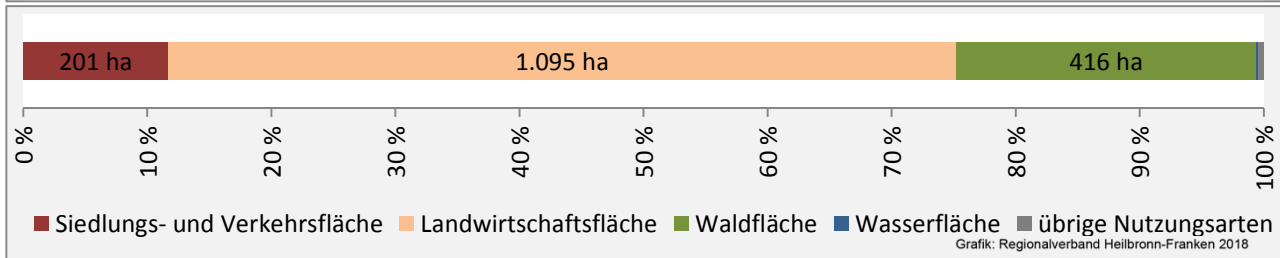 201 ha 1.095 ha 416 ha
0 % 10 % 20 % 30 % 40 % 50 % 60 % 70 % 80 % 90 % 100 %
Siedlungs- und Verkehrsfläche Landwirtschaftsfläche Waldfläche Wasserfläche übrige Nutzungsarten
Grafik: Regionalverband Heilbronn-Franken 2018